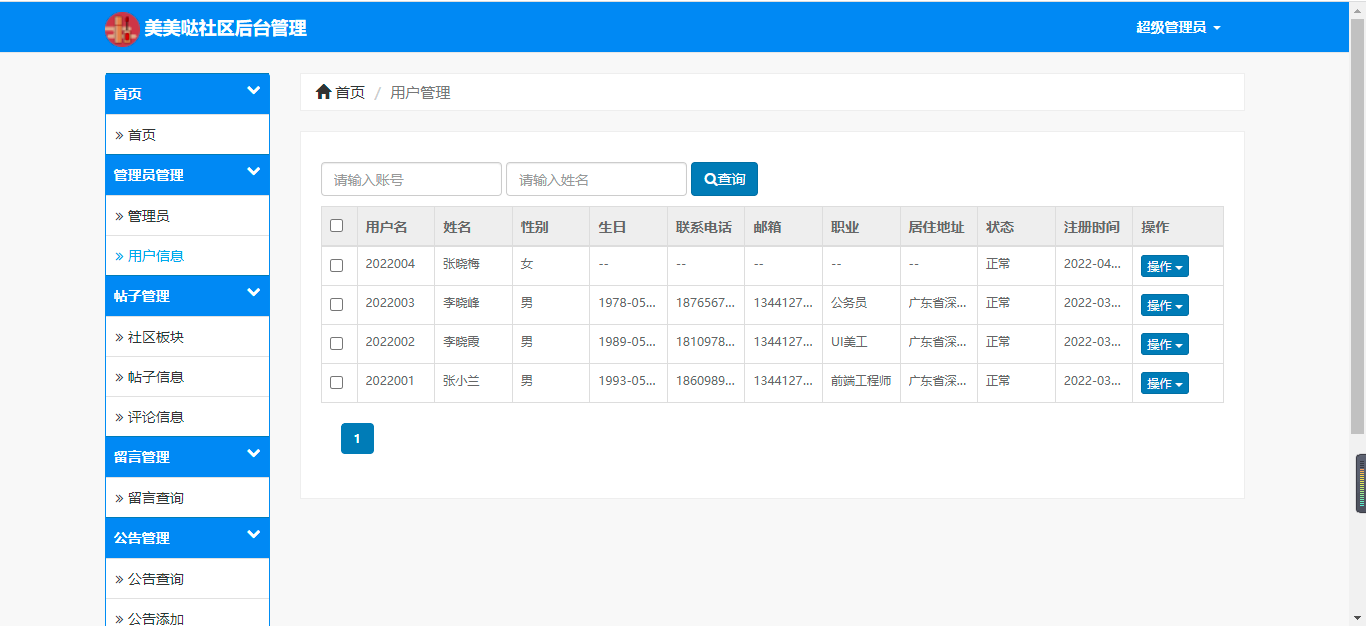 美美哒社区后台管理
超级管理员
首页
» 首页
管理员管理
» 管理员
» 用户信息
帖子管理
» 社区板块
» 帖子信息
» 评论信息
留言管理
» 留言查询
公告管理
» 公告查询
» 公告添加
首页 / 用户管理
请输入账号 请输入姓名 查询
用户名 姓名 性别 生日 联系电话 邮箱 职业 居住地址 状态 注册时间 操作
2022004 张晓梅 女 -- -- -- -- -- 正常 2022-04... 操作
2022003 李晓峰 男 1978-05... 1876567... 1344127... 公务员 广东省深... 正常 2022-03... 操作
2022002 李晓霞 男 1989-05... 1810978... 1344127... UI美工 广东省深... 正常 2022-03... 操作
2022001 张小兰 男 1993-05... 1860989... 1344127... 前端工程师 广东省深... 正常 2022-03... 操作
1